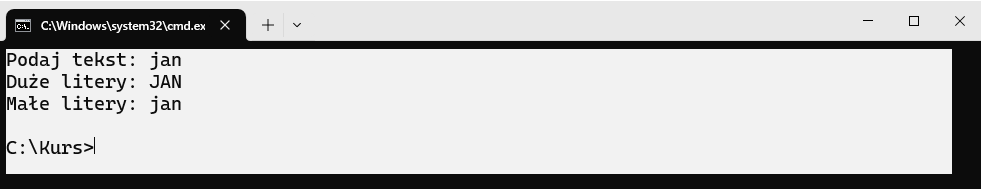 C:\Windows\system32\cmd.ex
Podaj tekst: jan
Duże litery: JAN
Małe litery: jan
C:\Kurs>